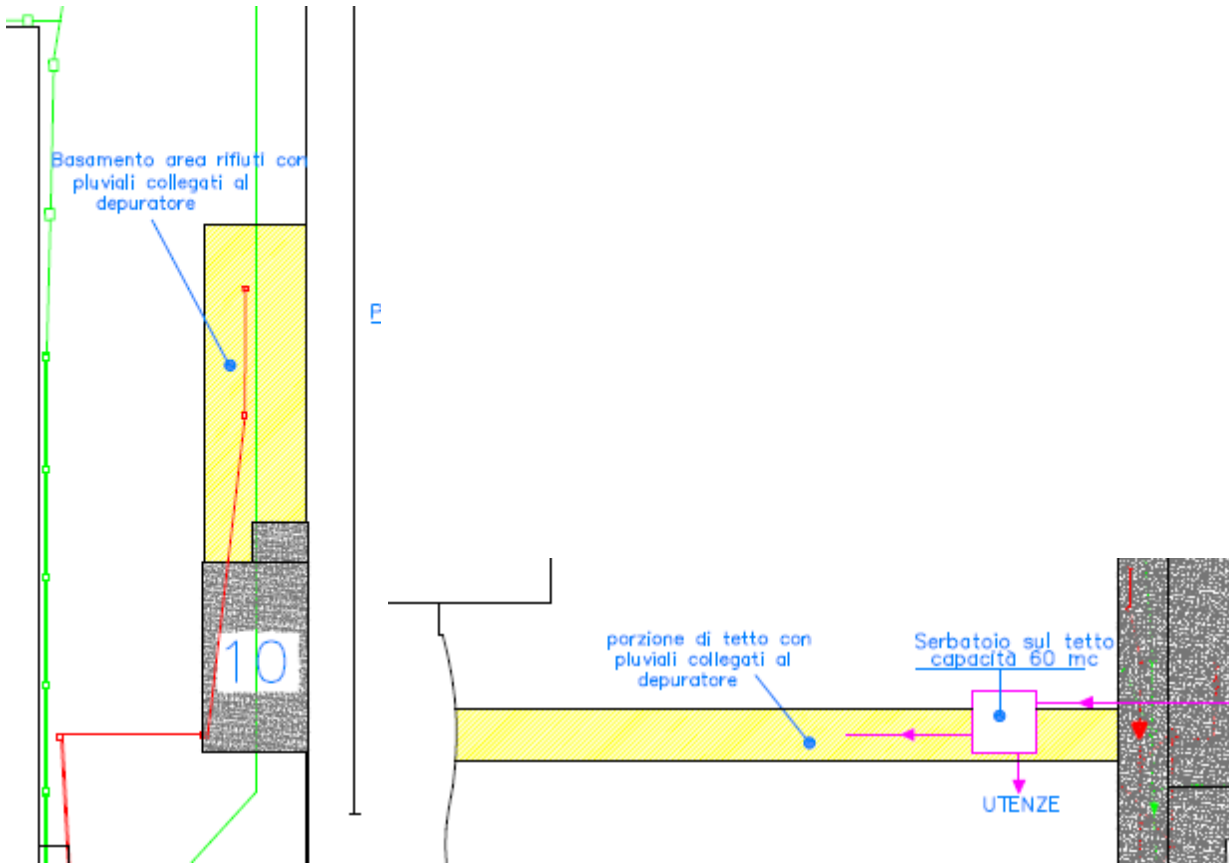 Basamento area rifiuti con
pluviali collegati al
depuratore
P
10
porzione di tetto con
pluviali collegati al
depuratore
Serbatoio sul tetto
capacità 60 mc
UTENZE